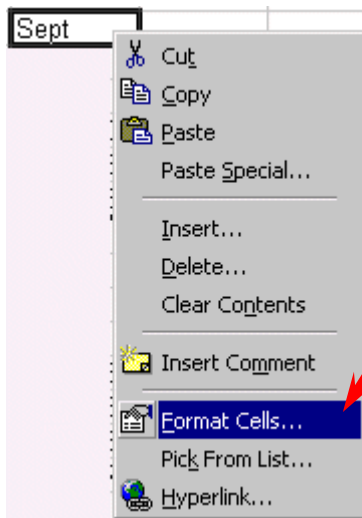 Sept
Cut
Copy
Paste
Paste Special...
Insert...
Delete...
Clear Contents
Insert Comment
Format Cells...
Pick From List...
Hyperlink...